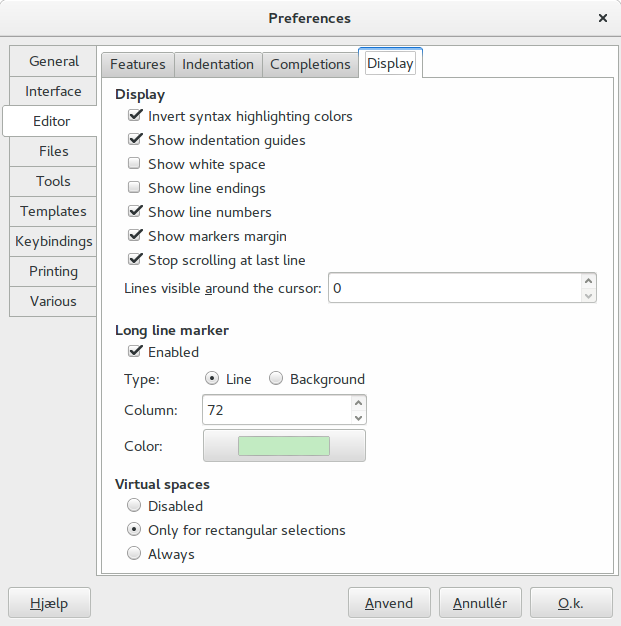 Preferences
General
Interface
Editor
Files
Tools
Templates
Keybindings
Printing
Various
Features Indentation Completions Display
Display
Invert syntax highlighting colors
Show indentation guides
Show white space
Show line endings
Show line numbers
Show markers margin
Stop scrolling at last line
Lines visible around the cursor: 0
Long line marker
Enabled
Type: Line Background
Column: 72
Color:
Virtual spaces
Disabled
Only for rectangular selections
Always
Hjælp Anvend Annullér O.k.